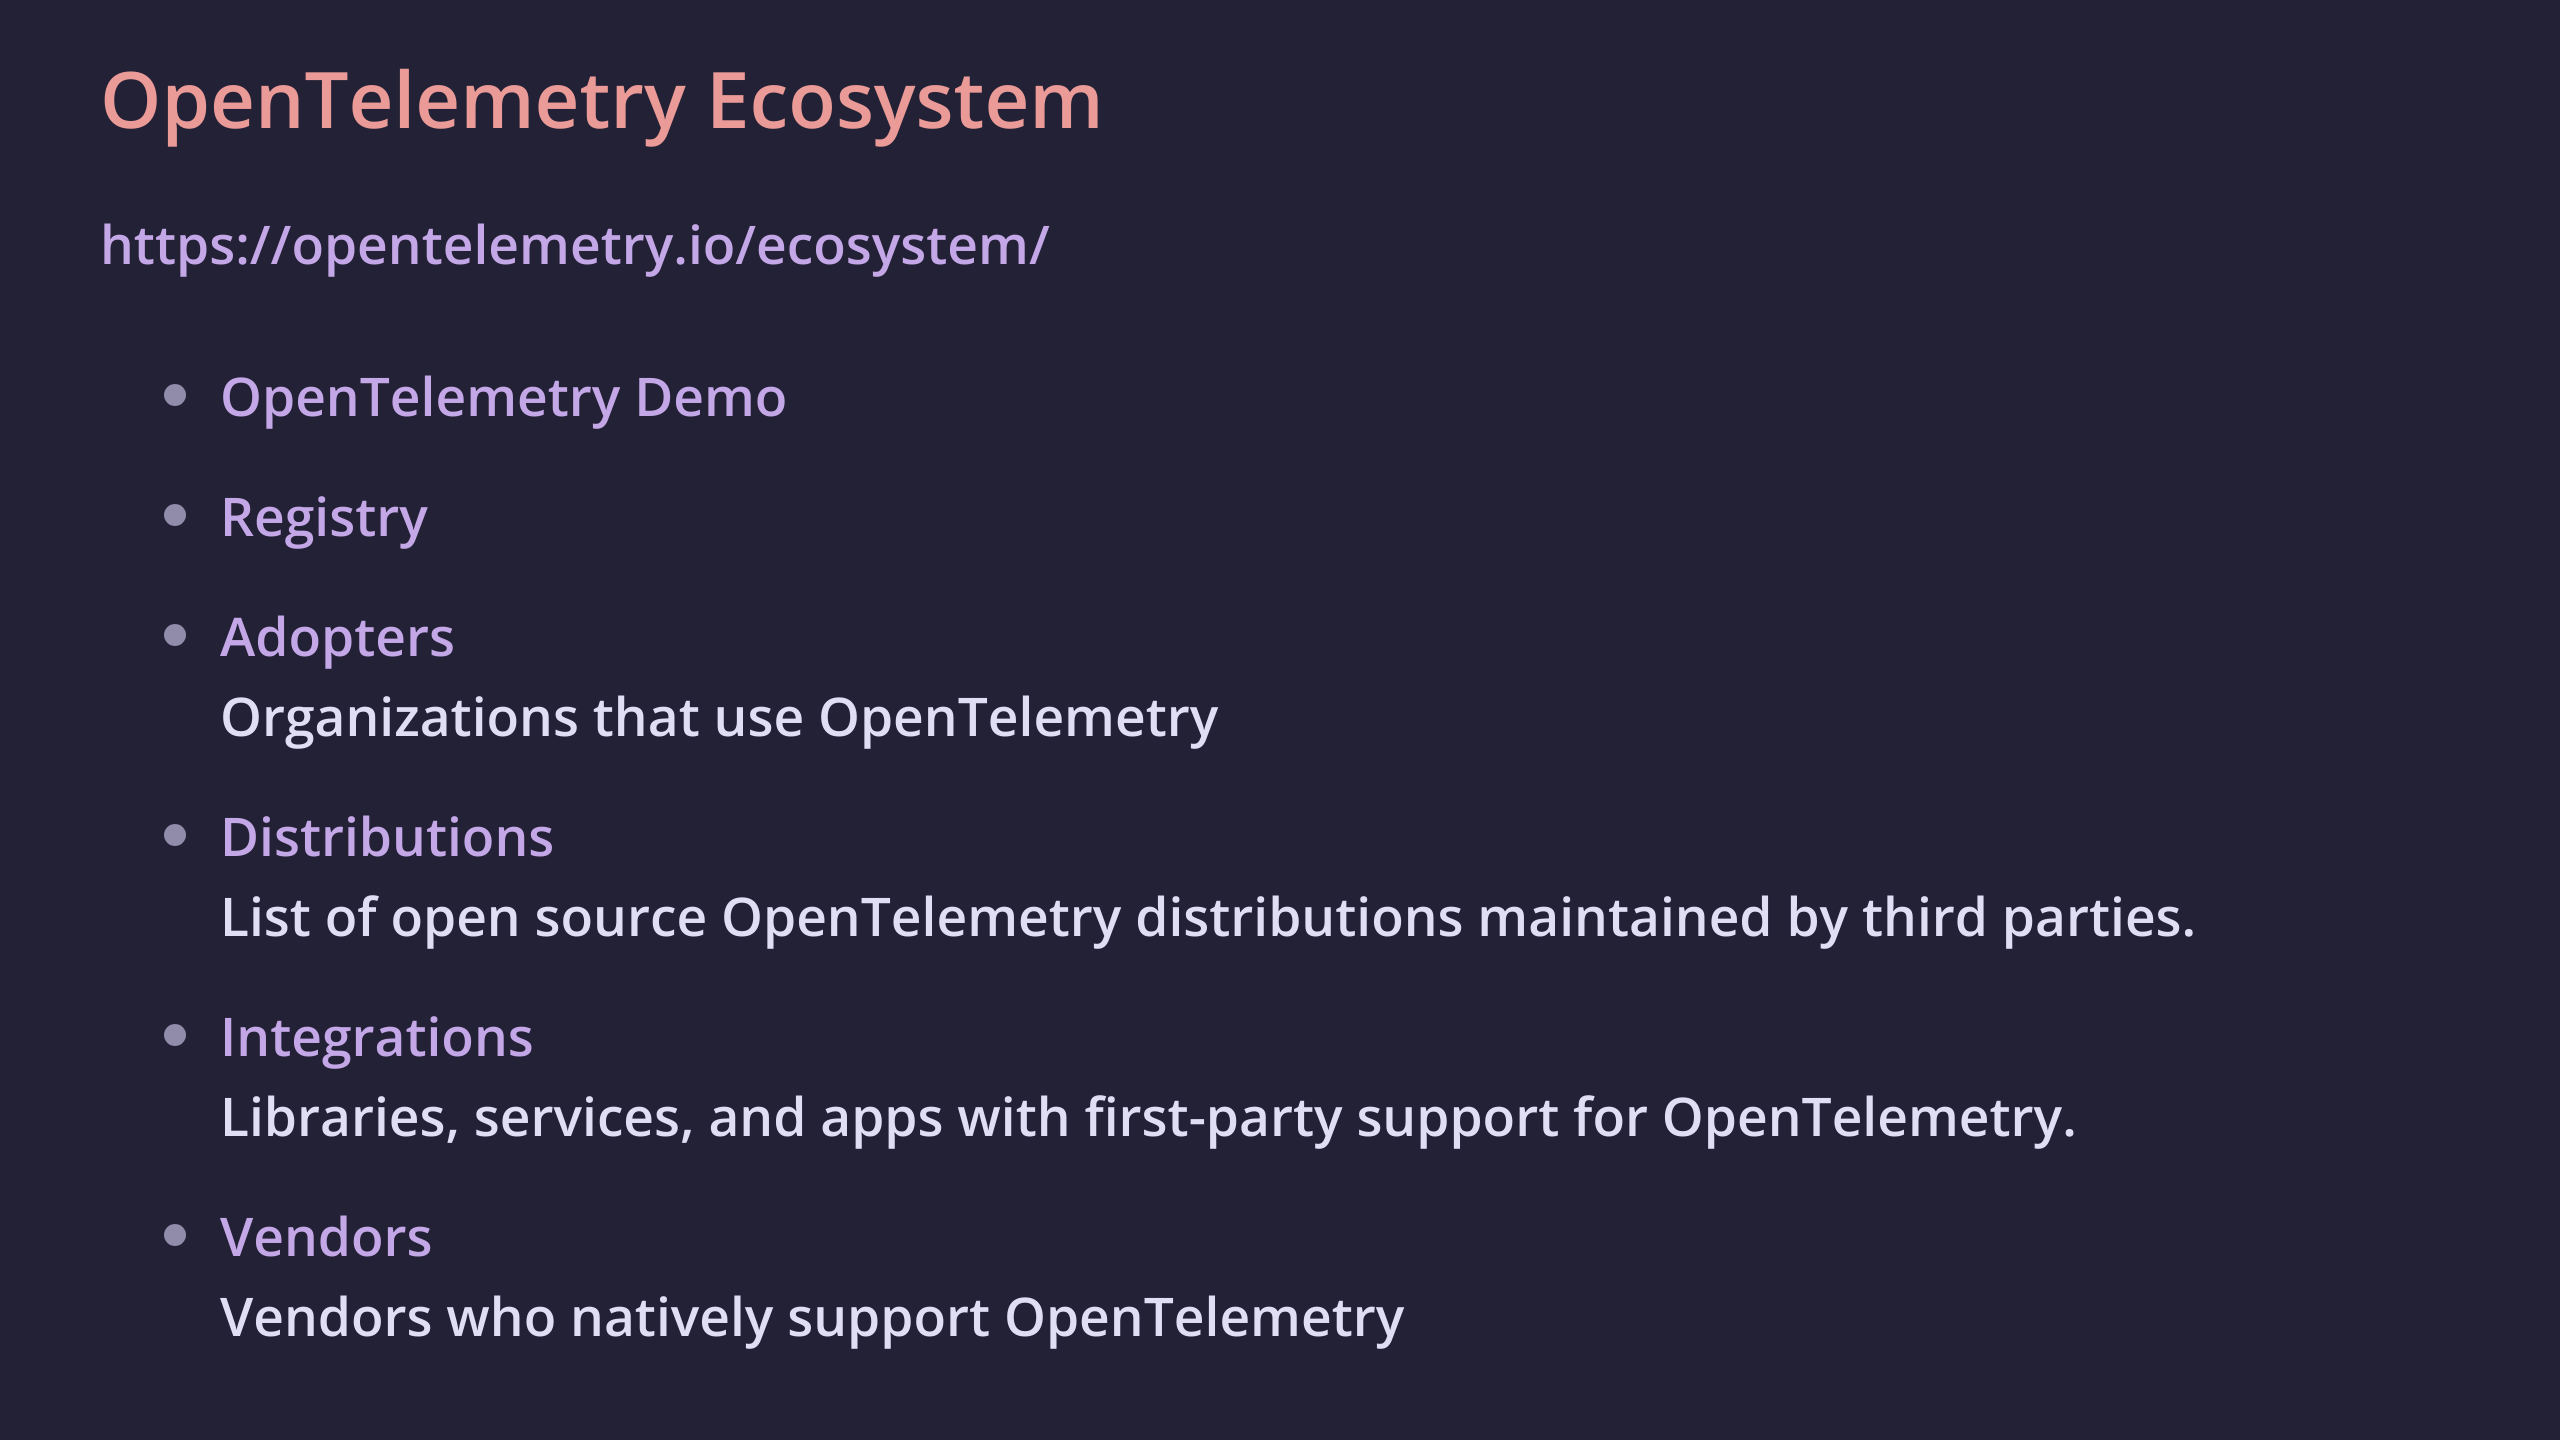 OpenTelemetry Ecosystem
https://opentelemetry.io/ecosystem/
OpenTelemetry Demo
Registry
Adopters
Organizations that use OpenTelemetry
Distributions
List of open source OpenTelemetry distributions maintained by third parties.
Integrations
Libraries, services, and apps with first-party support for OpenTelemetry.
Vendors
Vendors who natively support OpenTelemetry